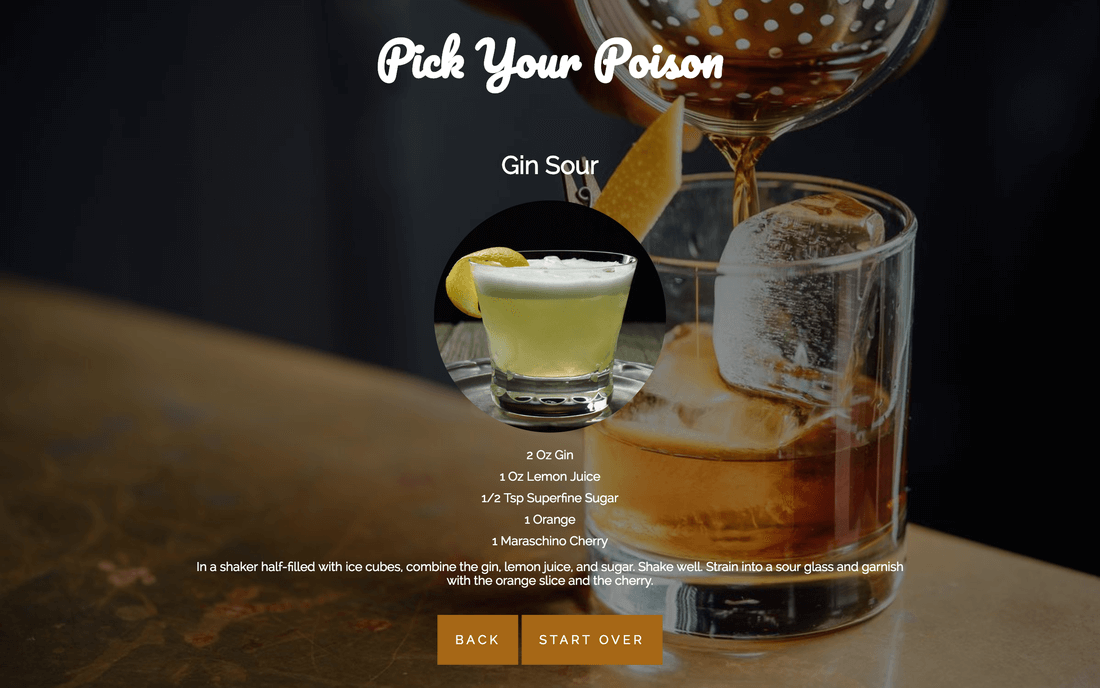 Pick Your Poison
Gin Sour
2 Oz Gin
1 Oz Lemon Juice
1/2 Tsp Superfine Sugar
1 Orange
1 Maraschino Cherry
In a shaker half-filled with ice cubes, combine the gin, lemon juice, and sugar. Shake well. Strain into a sour glass and garnish
with the orange slice and the cherry.
BACK START OVER